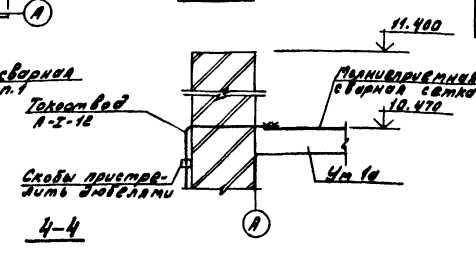 А
11.400
сварная
п.1
Молниеприемная
сварная сетка
Токоотвод
А-I-12
10.470
Скобы пристре-
лить дюбелями
Ум 1а
А
4-4